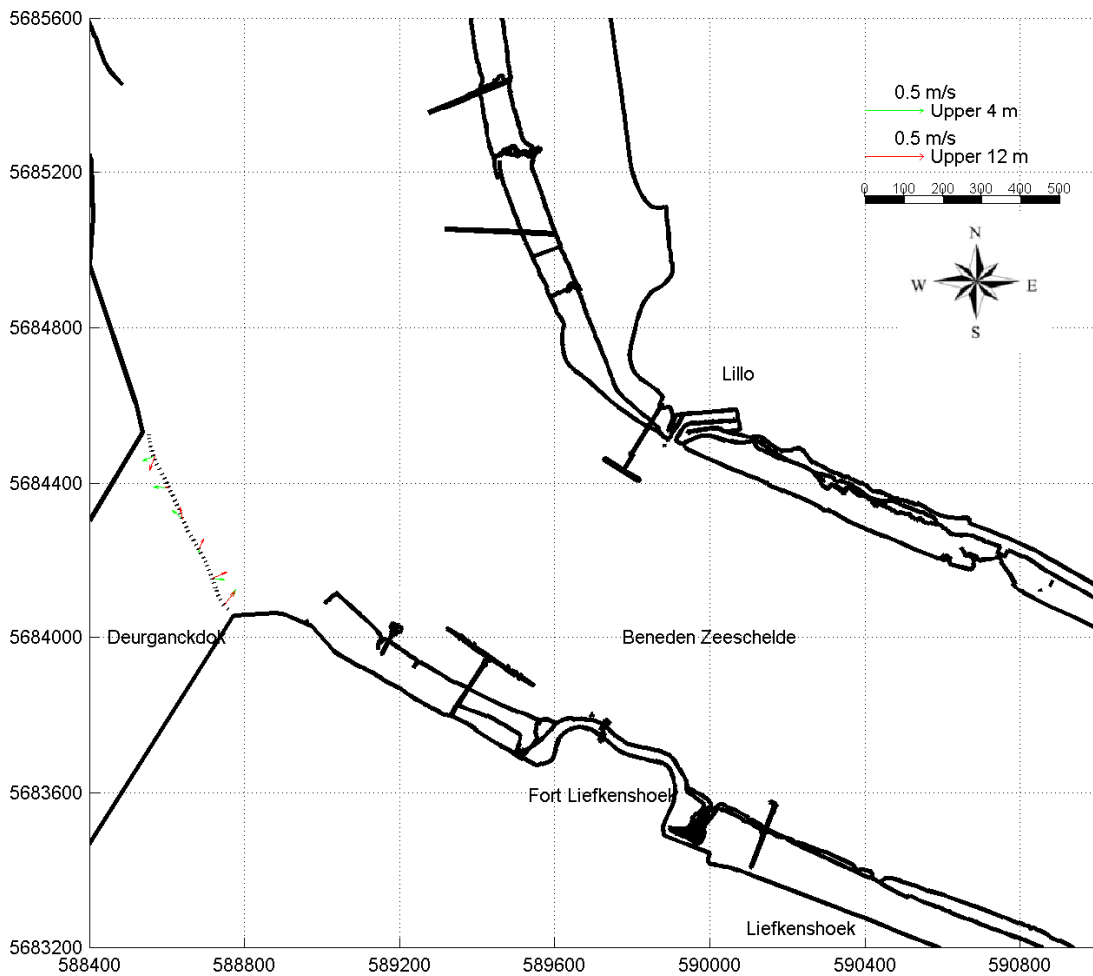 5685600
0.5 m/s
Upper 4 m
0.5 m/s
Upper 12 m
5685200
0 100 200 300 400 500
N
W E
S
5684800
Lillo
5684400
5684000
Deurganckdok
Beneden Zeeschelde
5683600
Fort Liefkenshoek
Liefkenshoek
5683200
588400 588800 589200 589600 590000 590400 590800